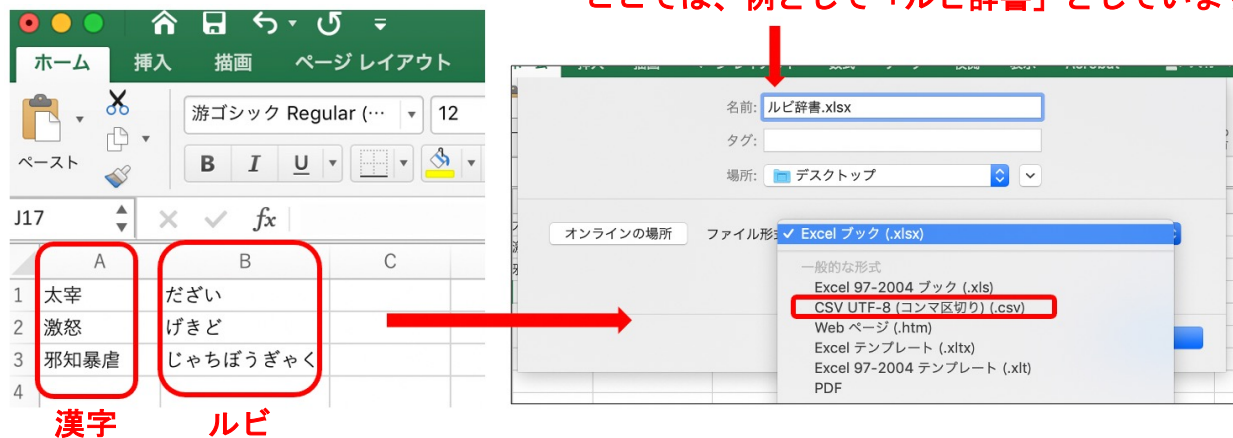 ここでは、例として「ルビ辞書」としていま
ホーム 挿入 描画 ページ レイアウト
游ゴシック Regular (… 12
ペースト
B I U
J17 fx
A B C
1 太宰 だざい
2 激怒 げきど
3 邪知暴虐 じゃちぼうぎゃく
4
漢字 ルビ
名前: ルビ辞書.xlsx
タグ:
場所: デスクトップ
オンラインの場所 ファイル形 ✓ Excel ブック (.xlsx)
一般的な形式
Excel 97-2004 ブック (.xls)
CSV UTF-8 (コンマ区切り) (.csv)
Web ページ (.htm)
Excel テンプレート (.xltx)
Excel 97-2004 テンプレート (.xlt)
PDF